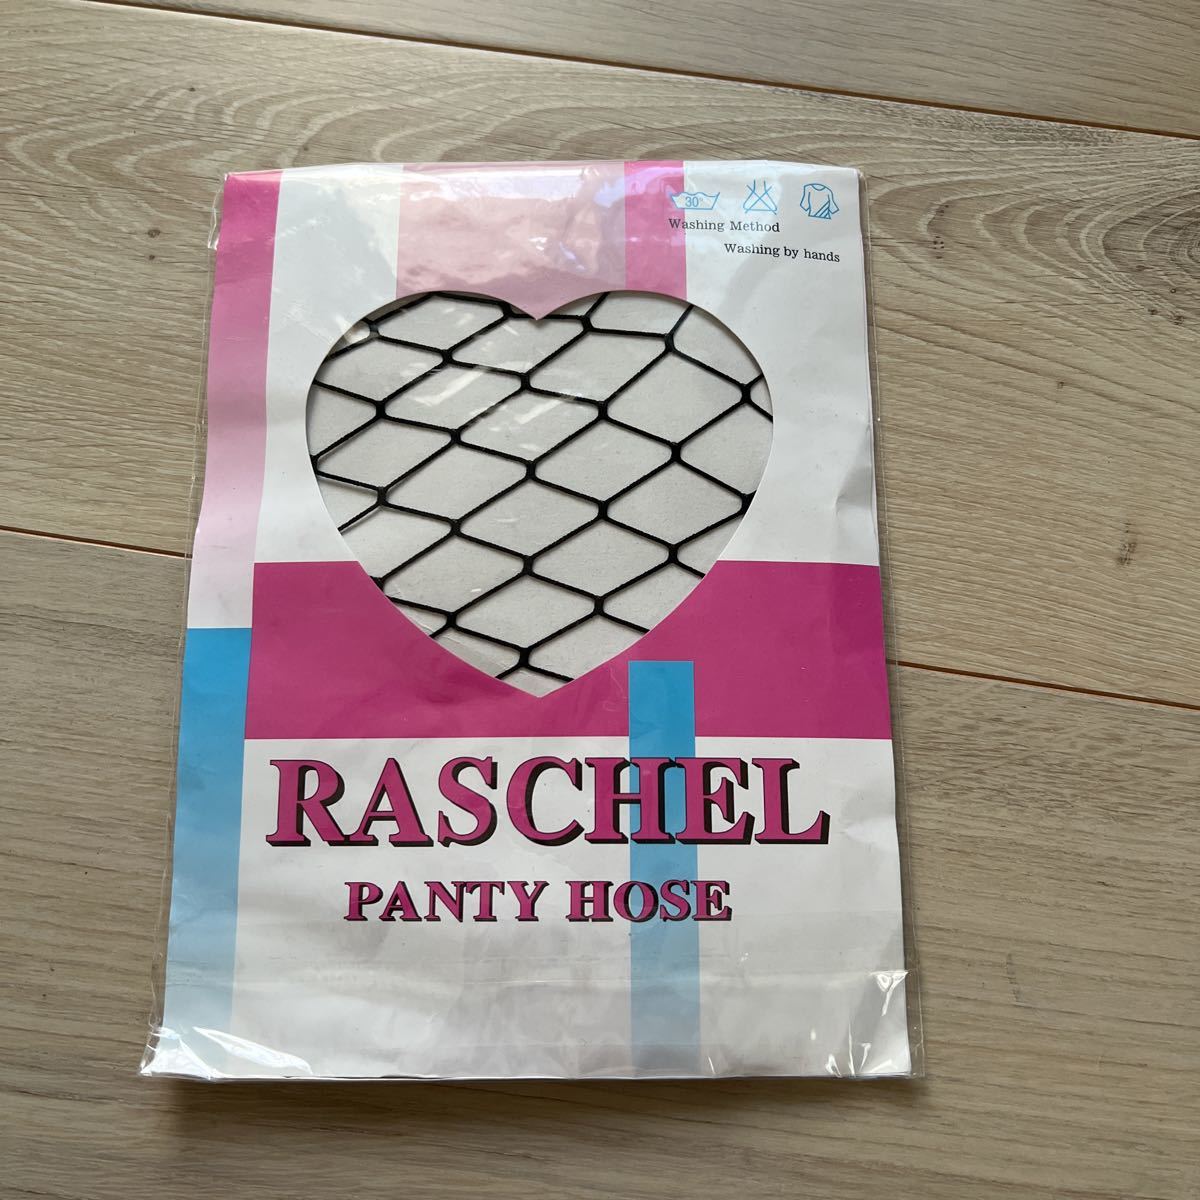 30°
Washing Method
Washing by hands
RASCHEL
PANTY HOSE